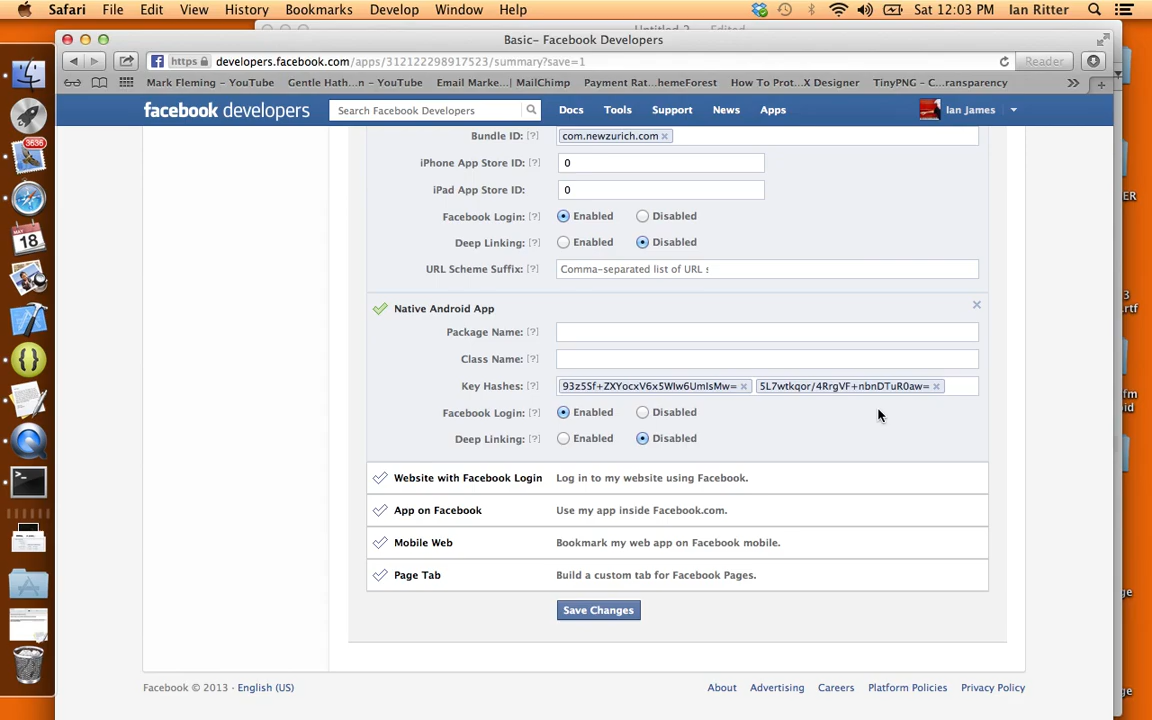 Safari File Edit View History Bookmarks Develop Window Help Sat 12:03 PM Ian Ritter
Basic– Facebook Developers
https developers.facebook.com/apps/312122298917523/summary?save=1 Reader
Mark Fleming – YouTube Gentle Hath...n – YouTube Email Marke...| MailChimp Payment Rat...hemeForest How To Prot...X Designer TinyPNG – C...ransparency
facebook developers Search Facebook Developers Docs Tools Support News Apps Ian James
Bundle ID: [?] com.newzurich.com ×
iPhone App Store ID: [?] 0
iPad App Store ID: [?] 0
Facebook Login: [?] Enabled Disabled
Deep Linking: [?] Enabled Disabled
URL Scheme Suffix: [?] Comma-separated list of URL s
Native Android App
Package Name: [?]
Class Name: [?]
Key Hashes: [?] 93z5Sf+ZXYocxV6x5WIw6UmIsMw= × 5L7wtkqor/4RrgVF+nbnDTuR0aw= ×
Facebook Login: [?] Enabled Disabled
Deep Linking: [?] Enabled Disabled
Website with Facebook Login Log in to my website using Facebook.
App on Facebook Use my app inside Facebook.com.
Mobile Web Bookmark my web app on Facebook mobile.
Page Tab Build a custom tab for Facebook Pages.
Save Changes
Facebook © 2013 · English (US) About Advertising Careers Platform Policies Privacy Policy
3636
18